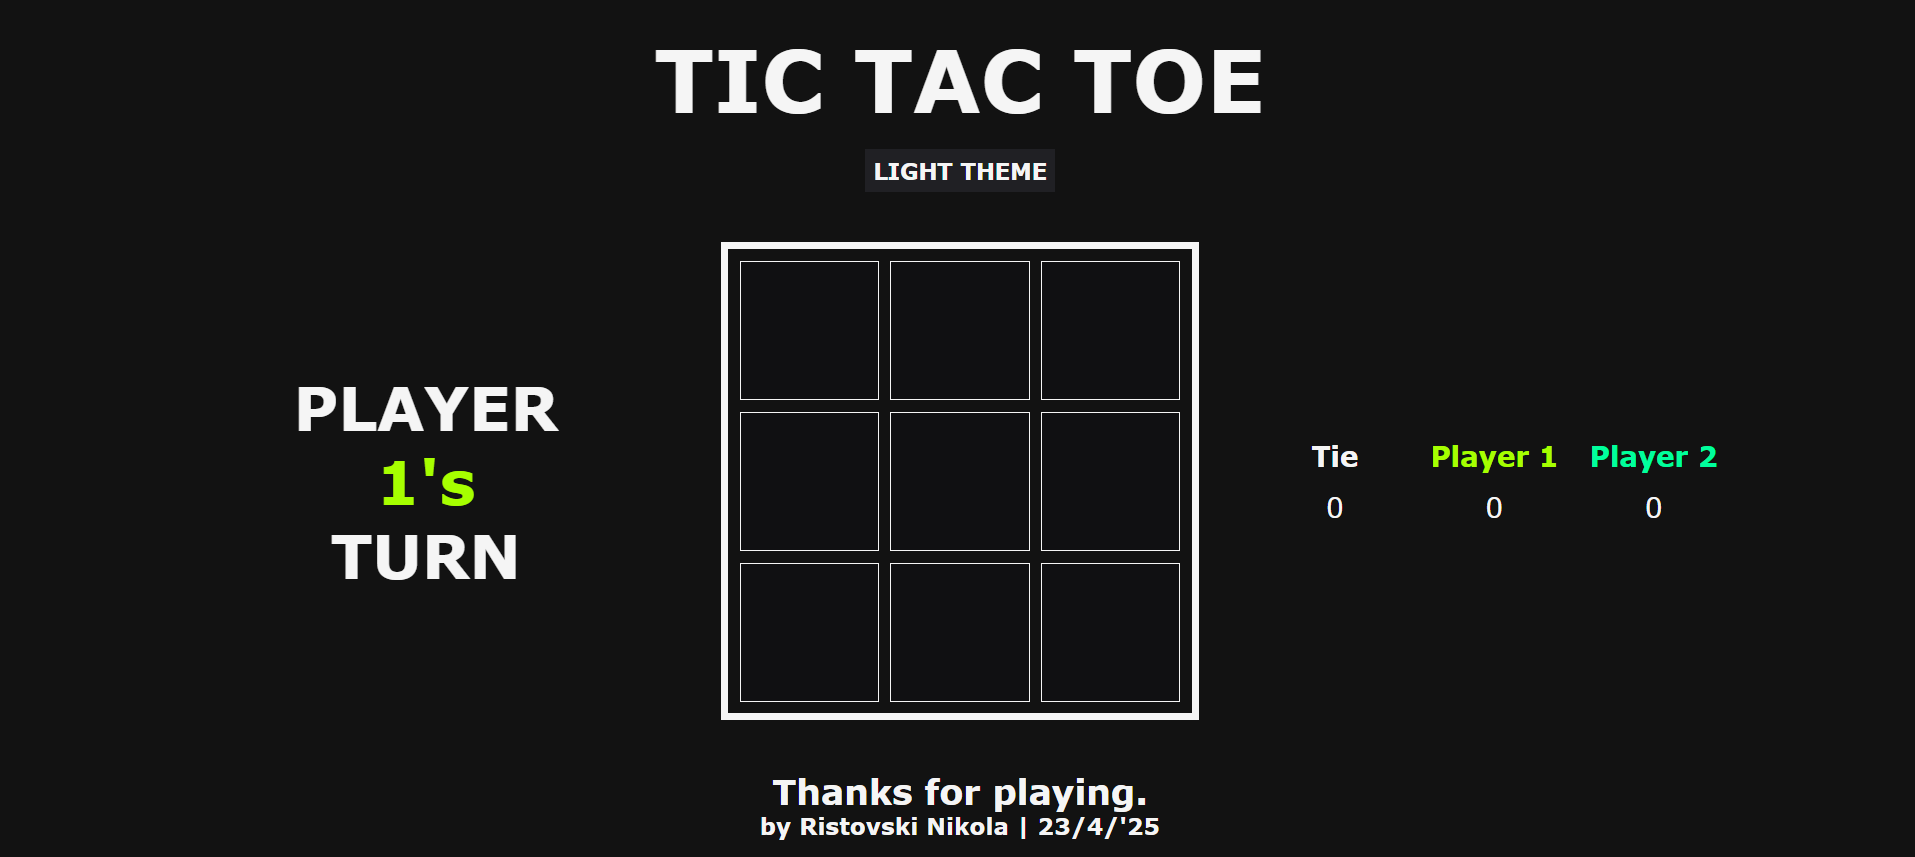 TIC TAC TOE
LIGHT THEME
PLAYER
1's
TURN
Tie Player 1 Player 2
0 0 0
Thanks for playing.
by Ristovski Nikola | 23/4/'25